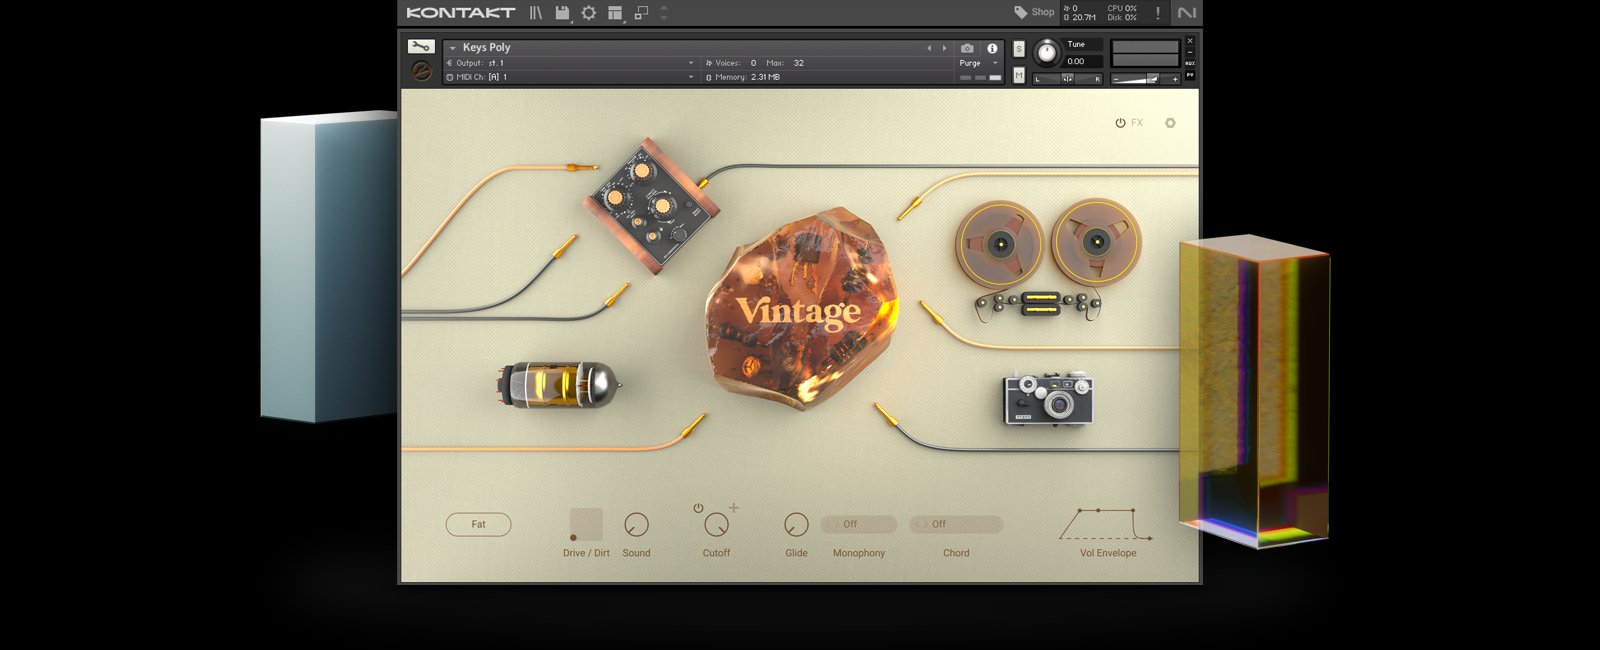 KONTAKT
Shop
0
20.7M
CPU 0%
Disk 0%
!
Keys Poly
Output: st.1
Voices: 0 Max: 32
Purge
MIDI Ch: [A] 1
Memory: 2.31 MB
S
M
Tune
0.00
L
R
AUX
PV
FX
Vintage
Fat
Off
Off
Drive / Dirt
Sound
Cutoff
Glide
Monophony
Chord
Vol Envelope